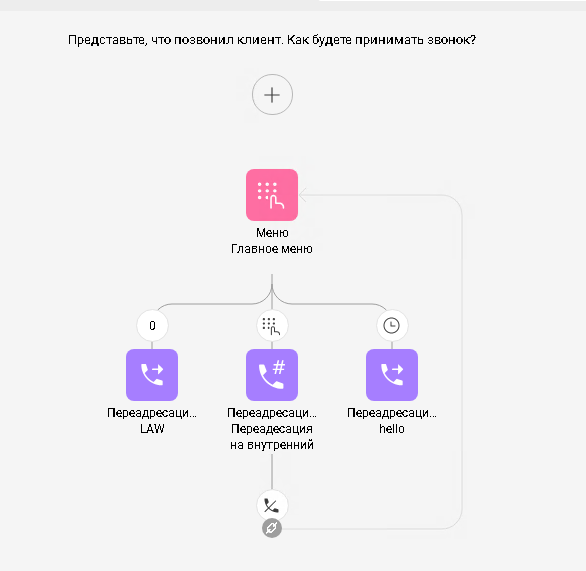 Представьте, что позвонил клиент. Как будете принимать звонок?
Меню
Главное меню
0
Переадресаци...
LAW
#
Переадресаци...
Переадесация
на внутренний
Переадресаци...
hello